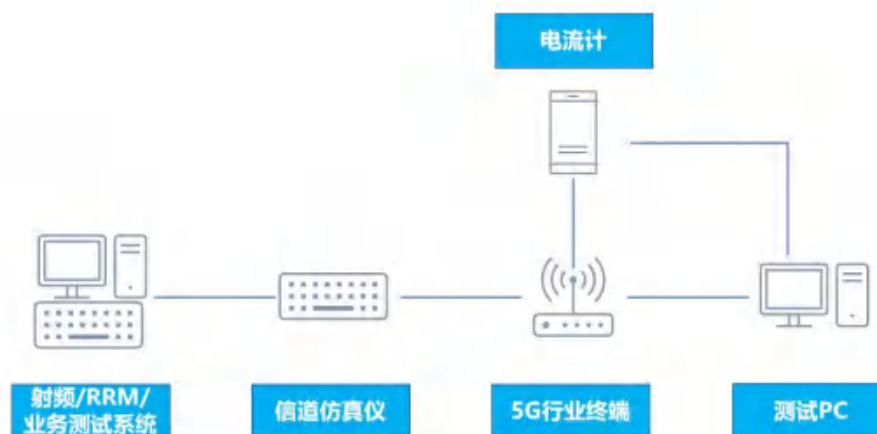 电流计
射频/RRM/
业务测试系统
信道仿真仪
5G行业终端
测试PC